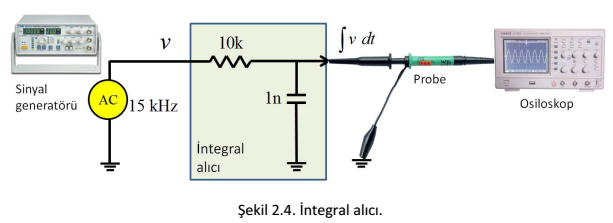 Sinyal
generatörü
AC
15 kHz
v
10k
1n
İntegral
alıcı
∫v dt
Probe
Osiloskop
Şekil 2.4. İntegral alıcı.